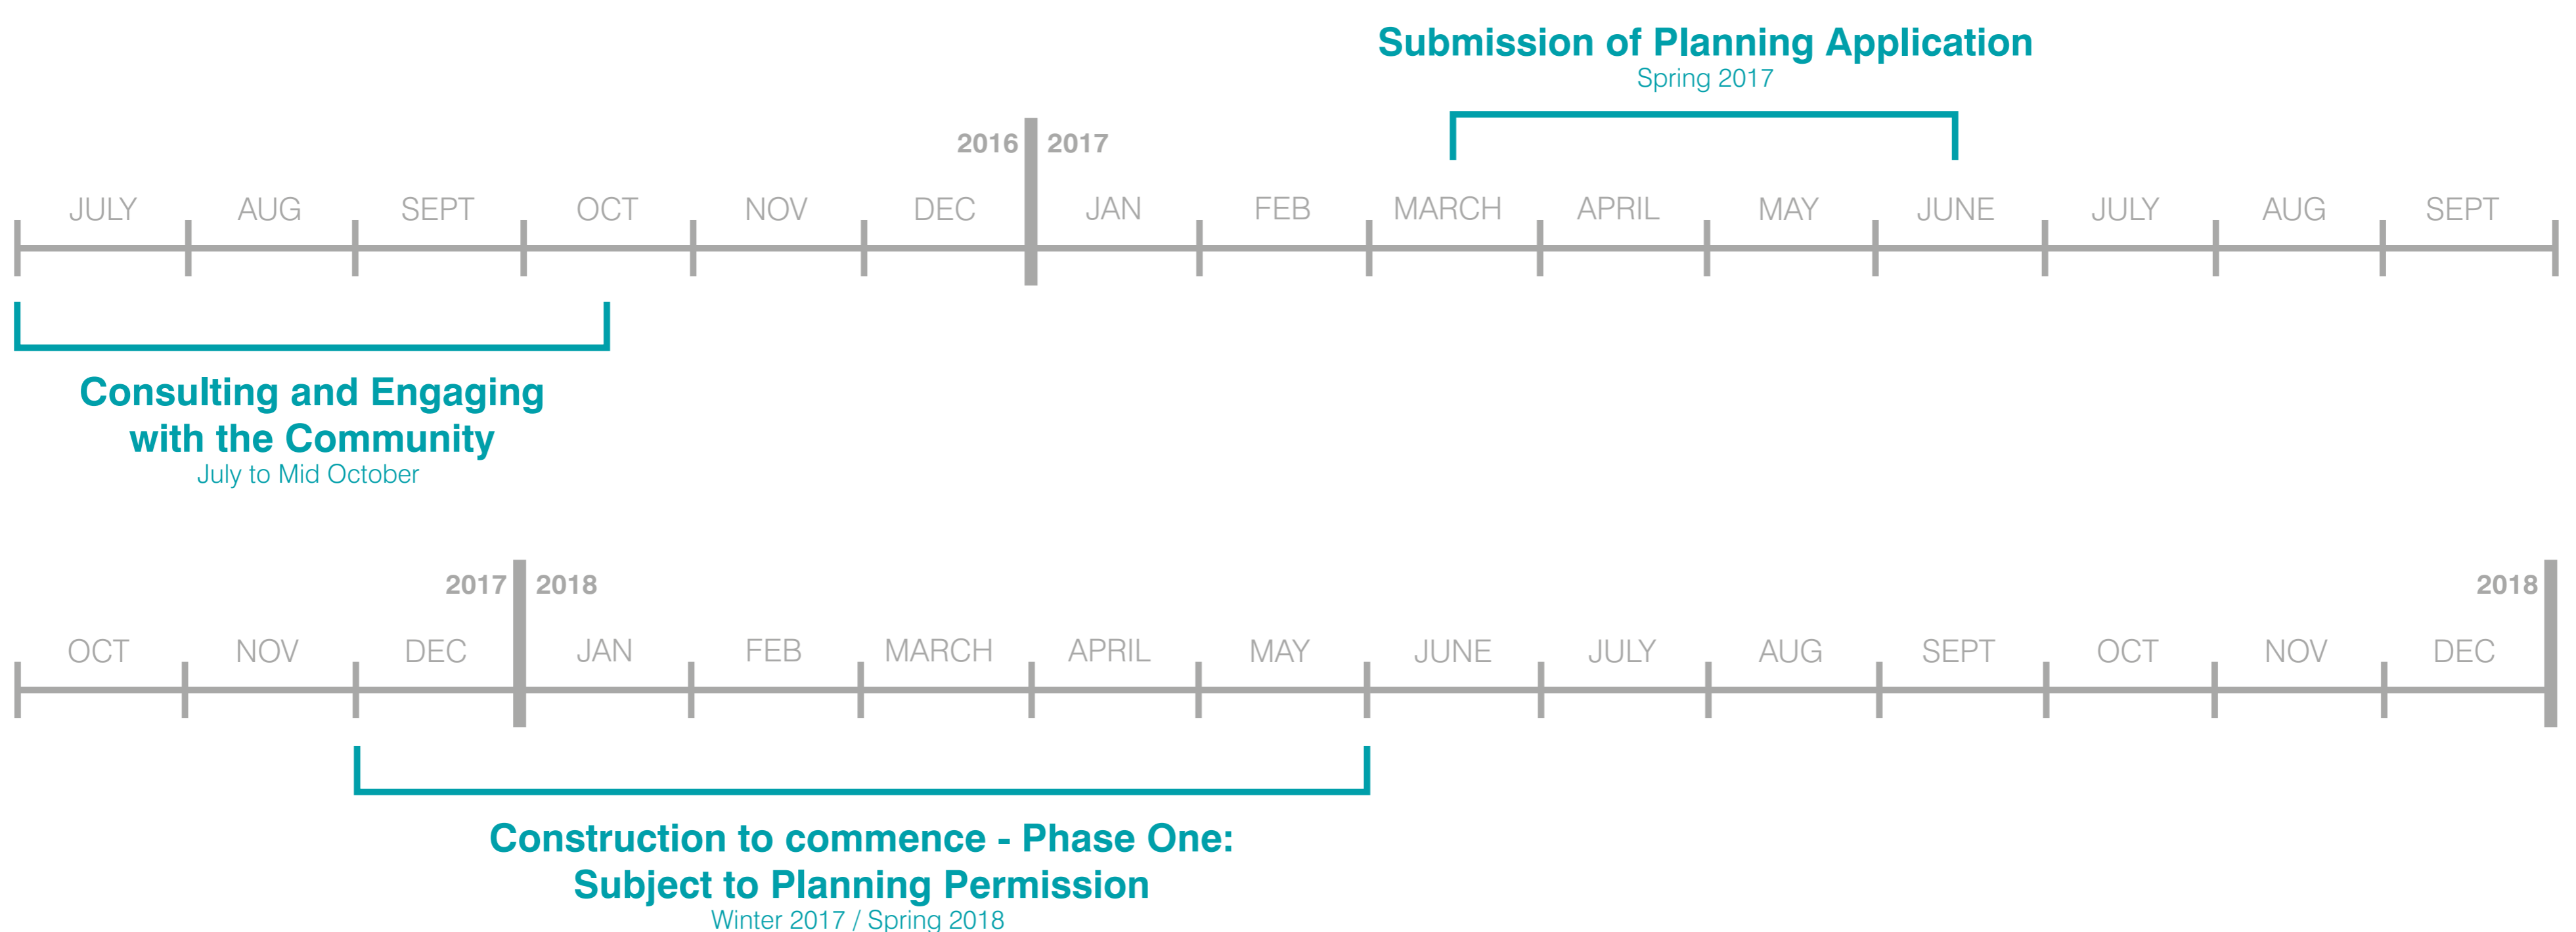 Submission of Planning Application
Spring 2017
2016 2017
JULY AUG SEPT OCT NOV DEC JAN FEB MARCH APRIL MAY JUNE JULY AUG SEPT
Consulting and Engaging
with the Community
July to Mid October
2017 2018 2018
OCT NOV DEC JAN FEB MARCH APRIL MAY JUNE JULY AUG SEPT OCT NOV DEC
Construction to commence - Phase One:
Subject to Planning Permission
Winter 2017 / Spring 2018